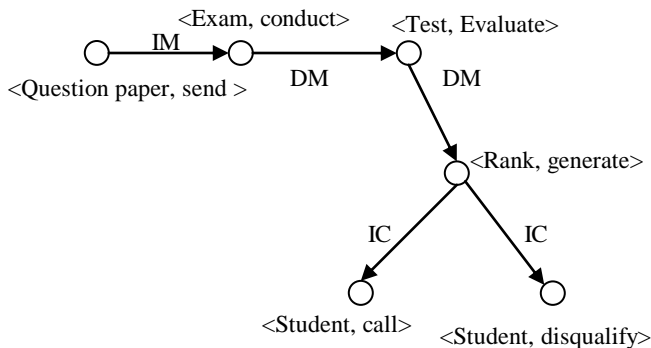 <Exam, conduct>
<Test, Evaluate>
IM
<Question paper, send >
DM
DM
<Rank, generate>
IC
IC
<Student, call>
<Student, disqualify>